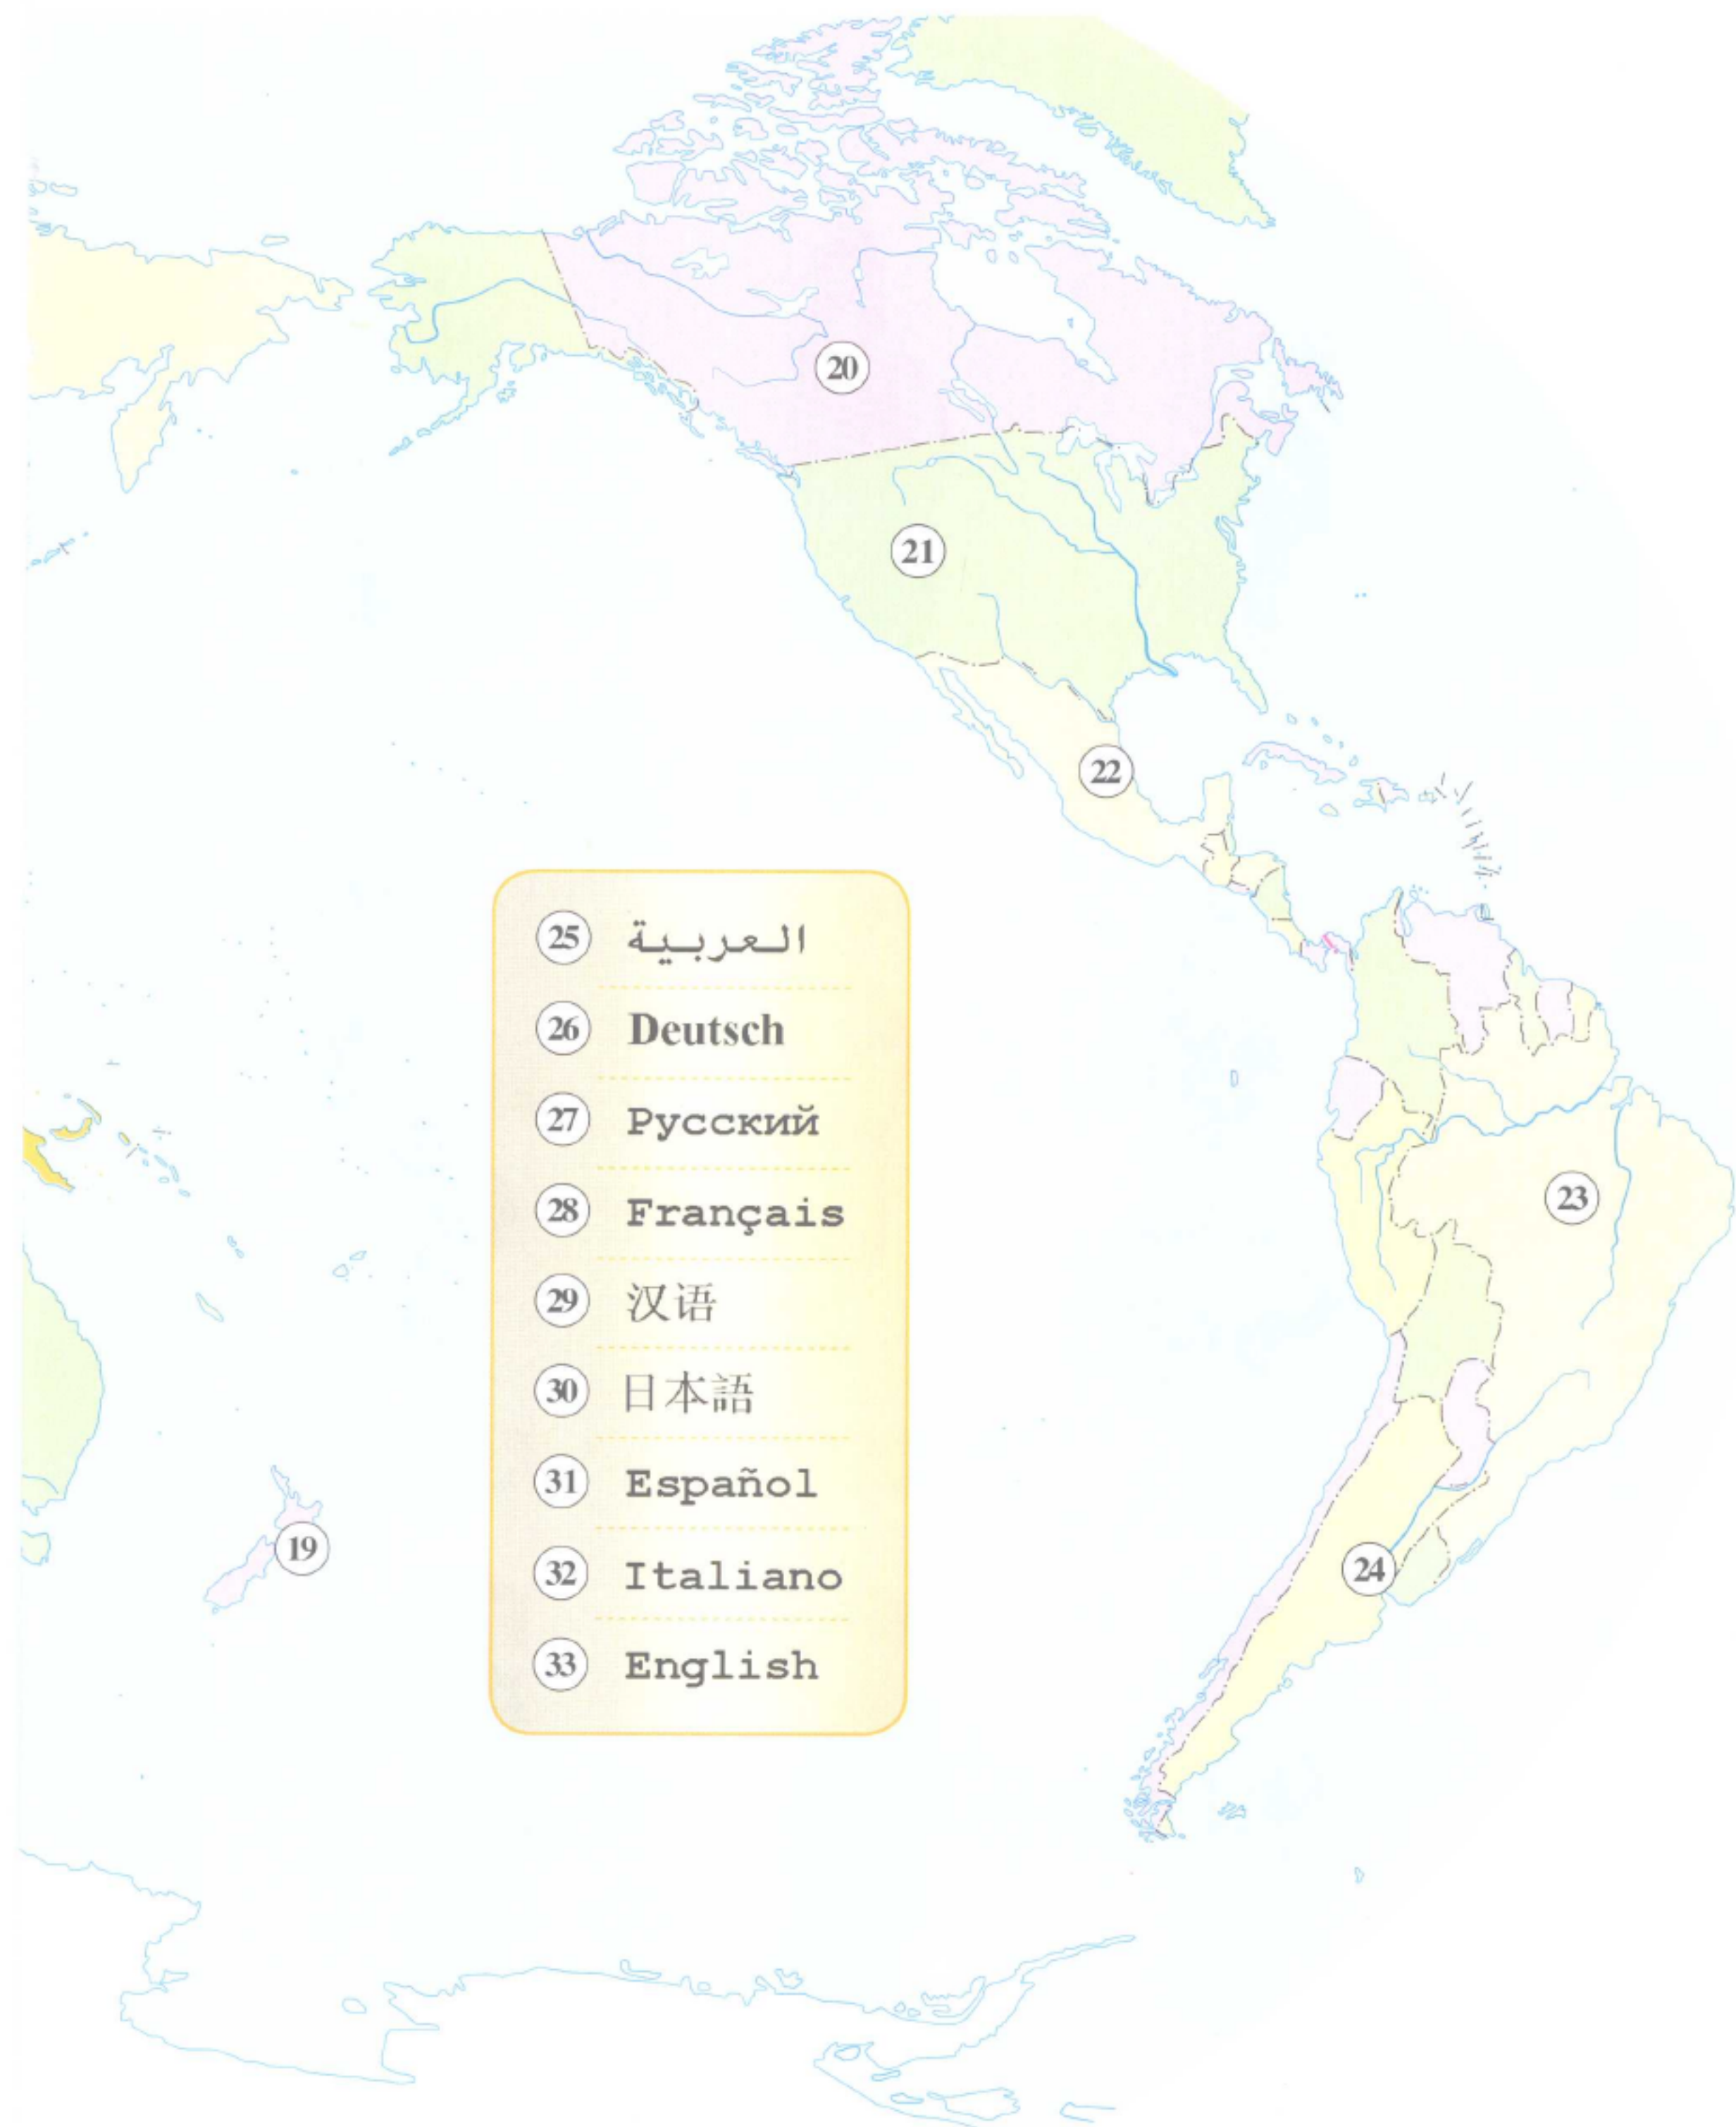 20
21
22
25 العربية
26 Deutsch
27 Русский
28 Français
23
29 汉语
30 日本語
31 Español
19
32 Italiano
24
33 English